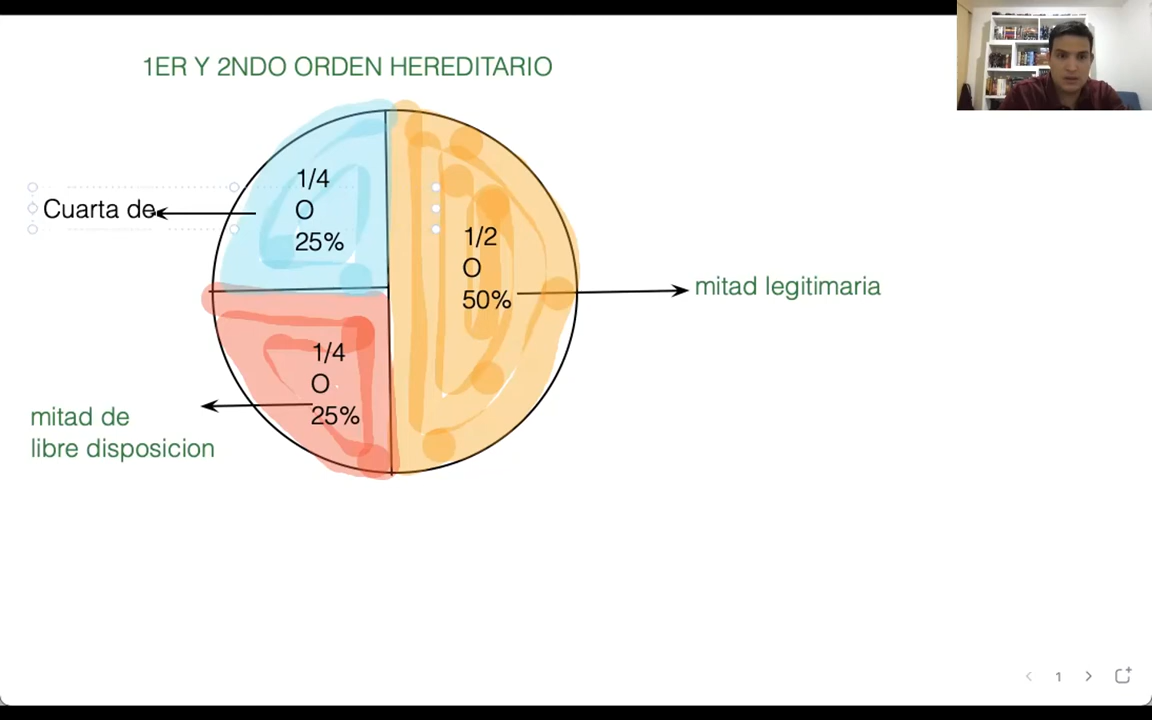 1ER Y 2NDO ORDEN HEREDITARIO
1/4
O
25%
Cuarta de
1/2
O
50%
mitad legitimaria
1/4
O
25%
mitad de
libre disposicion
1